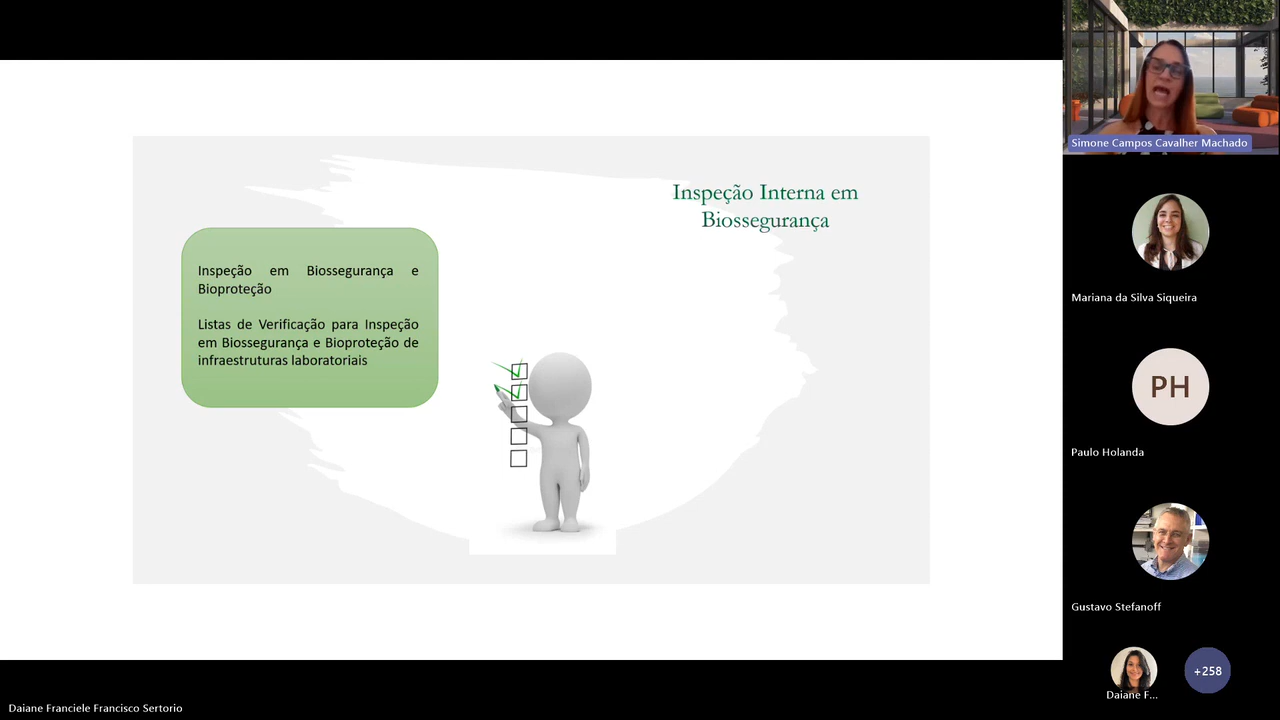 Inspeção Interna em
Biossegurança
Inspeção em Biossegurança e
Bioproteção
Listas de Verificação para Inspeção
em Biossegurança e Bioproteção de
infraestruturas laboratoriais
Simone Campos Cavalher Machado
Mariana da Silva Siqueira
PH
Paulo Holanda
Gustavo Stefanoff
Daiane F...
+258
Daiane Franciele Francisco Sertorio